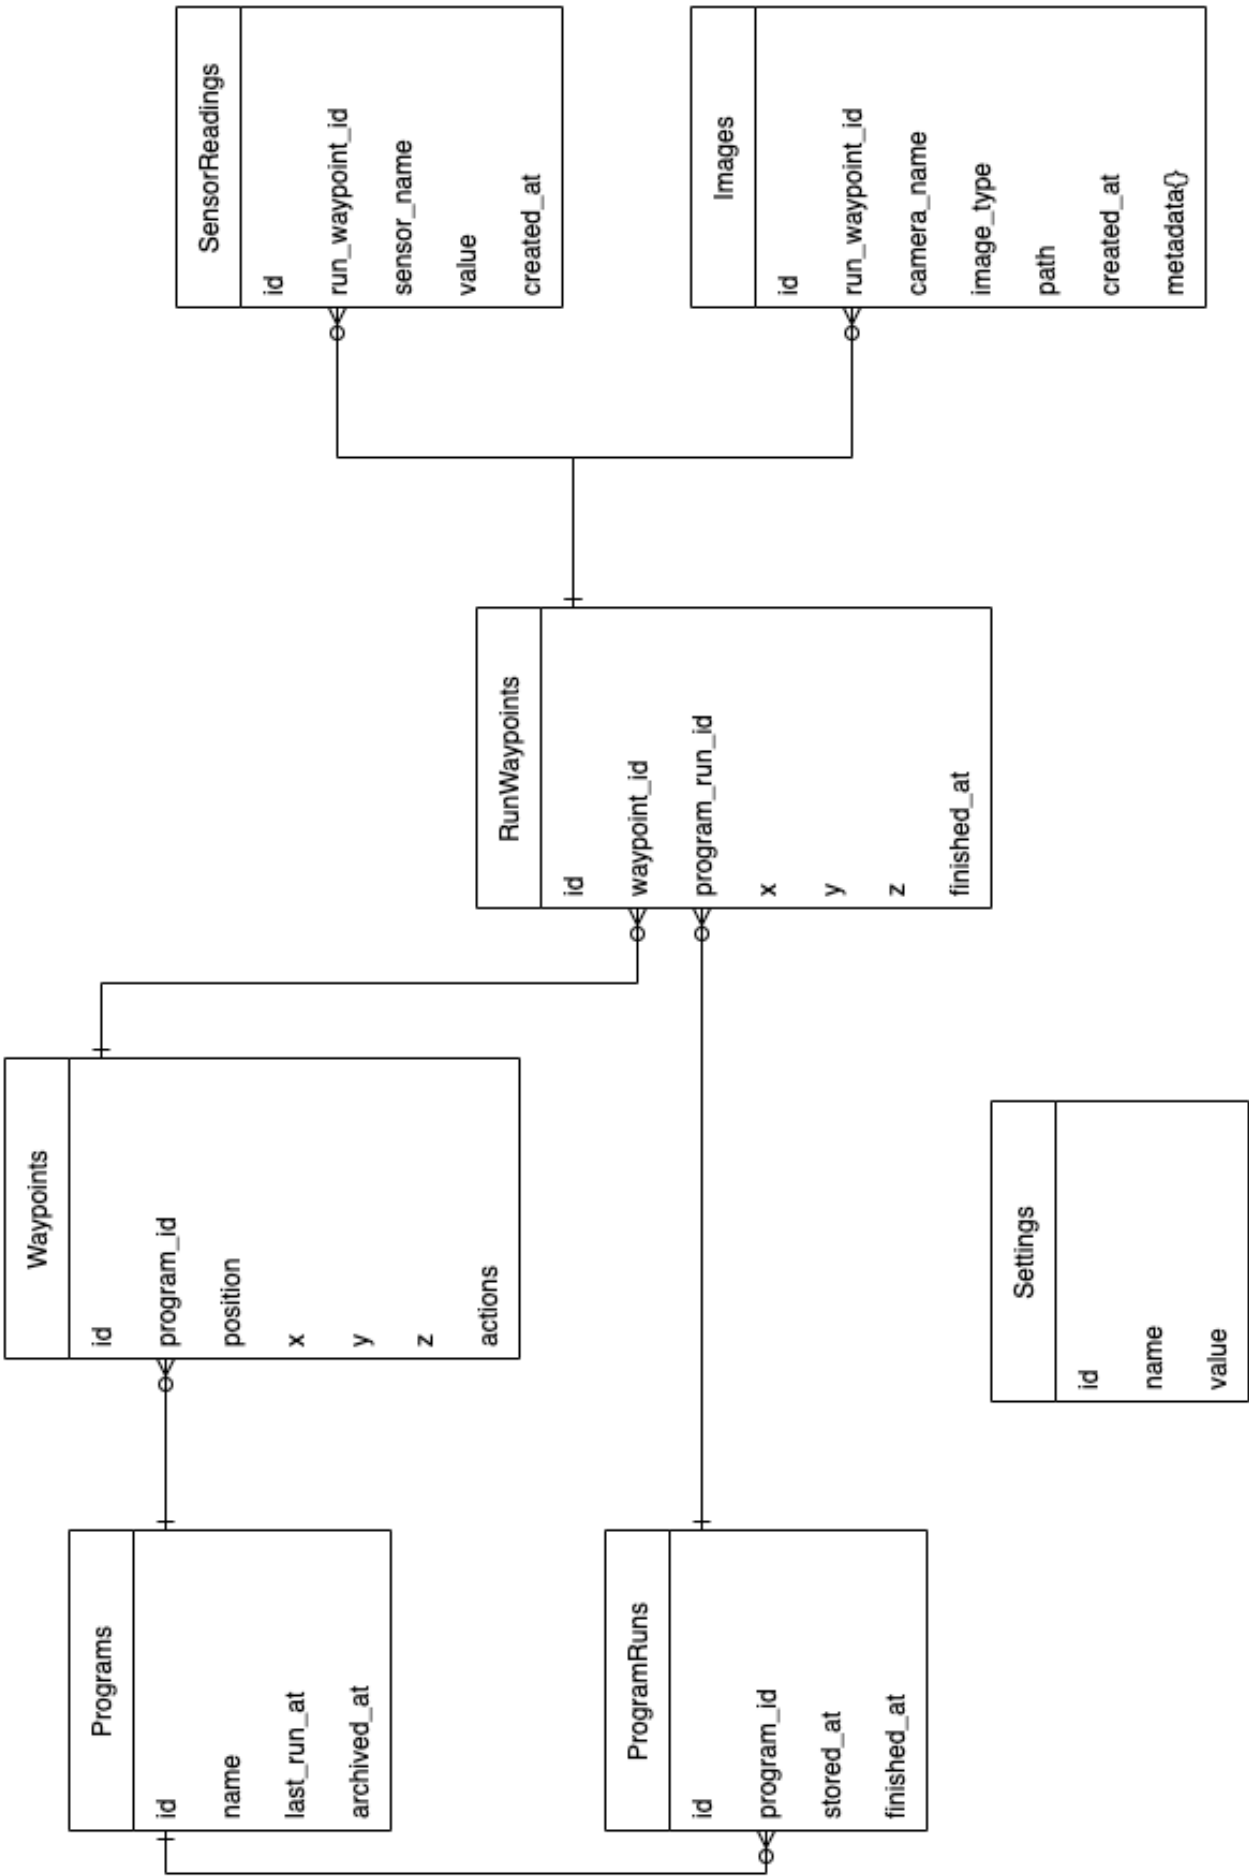 Programs
id
name
last_run_at
archived_at
Waypoints
id
program_id
position
x
y
z
actions
SensorReadings
id
run_waypoint_id
sensor_name
value
created_at
RunWaypoints
id
waypoint_id
program_run_id
x
y
z
finished_at
ProgramRuns
id
program_id
stored_at
finished_at
Images
id
run_waypoint_id
camera_name
image_type
path
created_at
metadata{}
Settings
id
name
value